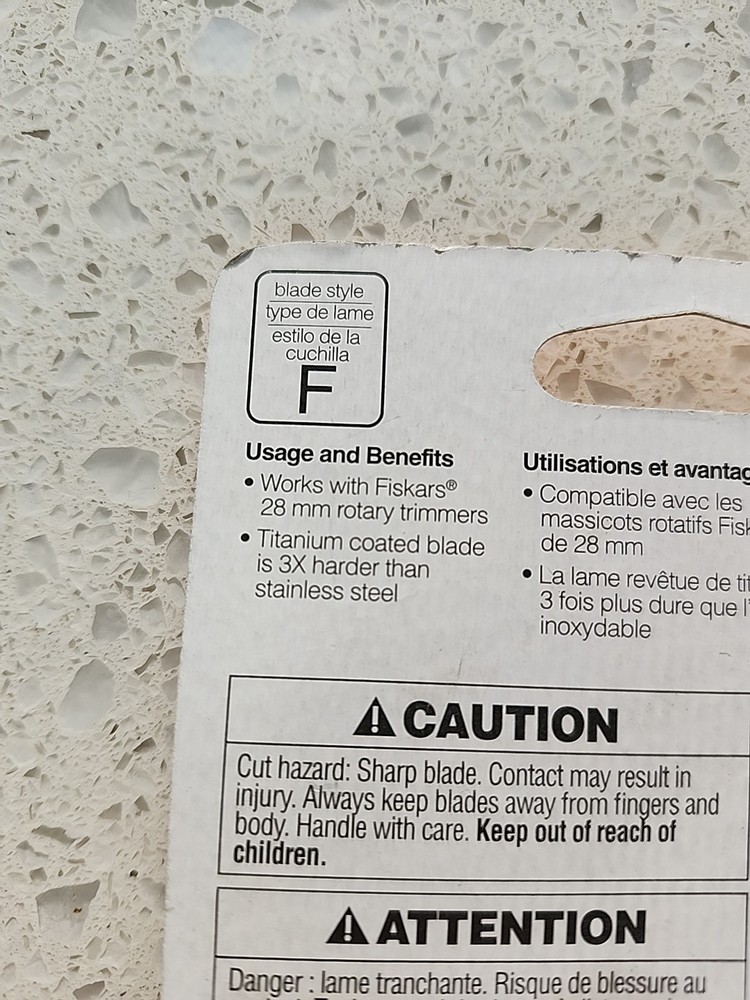 blade style
type de lame
estilo de la
cuchilla
F
Usage and Benefits
• Works with Fiskars®
28 mm rotary trimmers
• Titanium coated blade
is 3X harder than
stainless steel
Utilisations et
• Compatible avec les
massicots rotatifs
de 28 mm
• La lame revêtue de
3 fois plus dure que
inoxydable
⚠ CAUTION
Cut hazard: Sharp blade. Contact may result in
injury. Always keep blades away from fingers and
body. Handle with care. Keep out of reach of
children.
⚠ ATTENTION
Danger : lame tranchante. Risque de blessure au